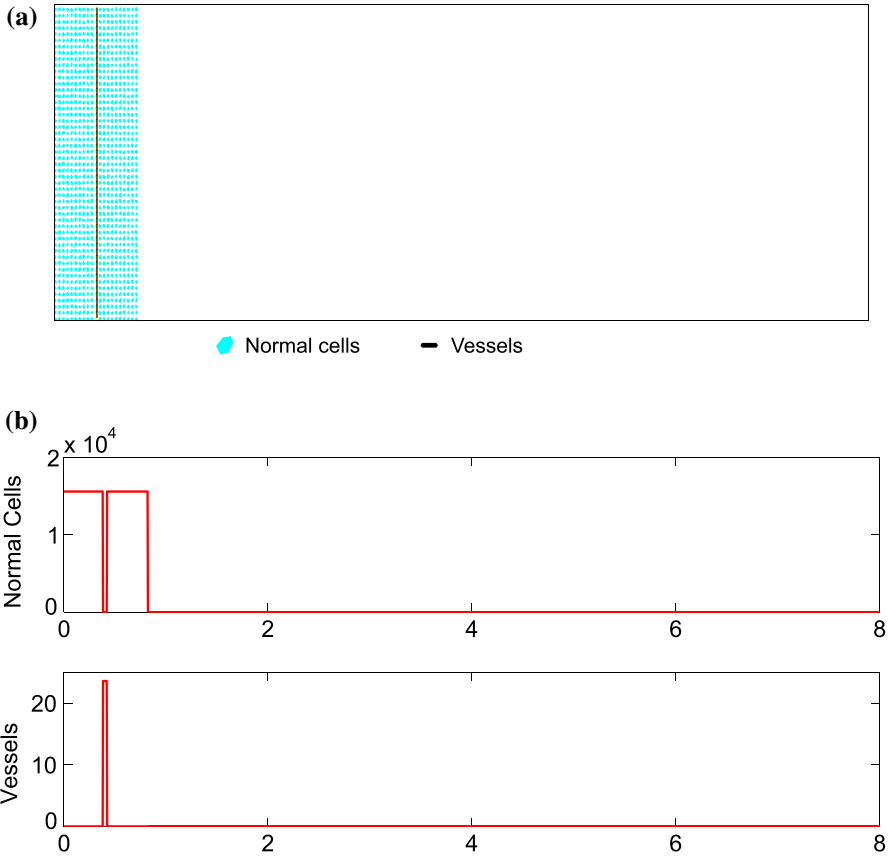 (a)
Normal cells
Vessels
(b)
x 10^4
2
1
0
Normal Cells
0 2 4 6 8
20
10
0
Vessels
0 2 4 6 8